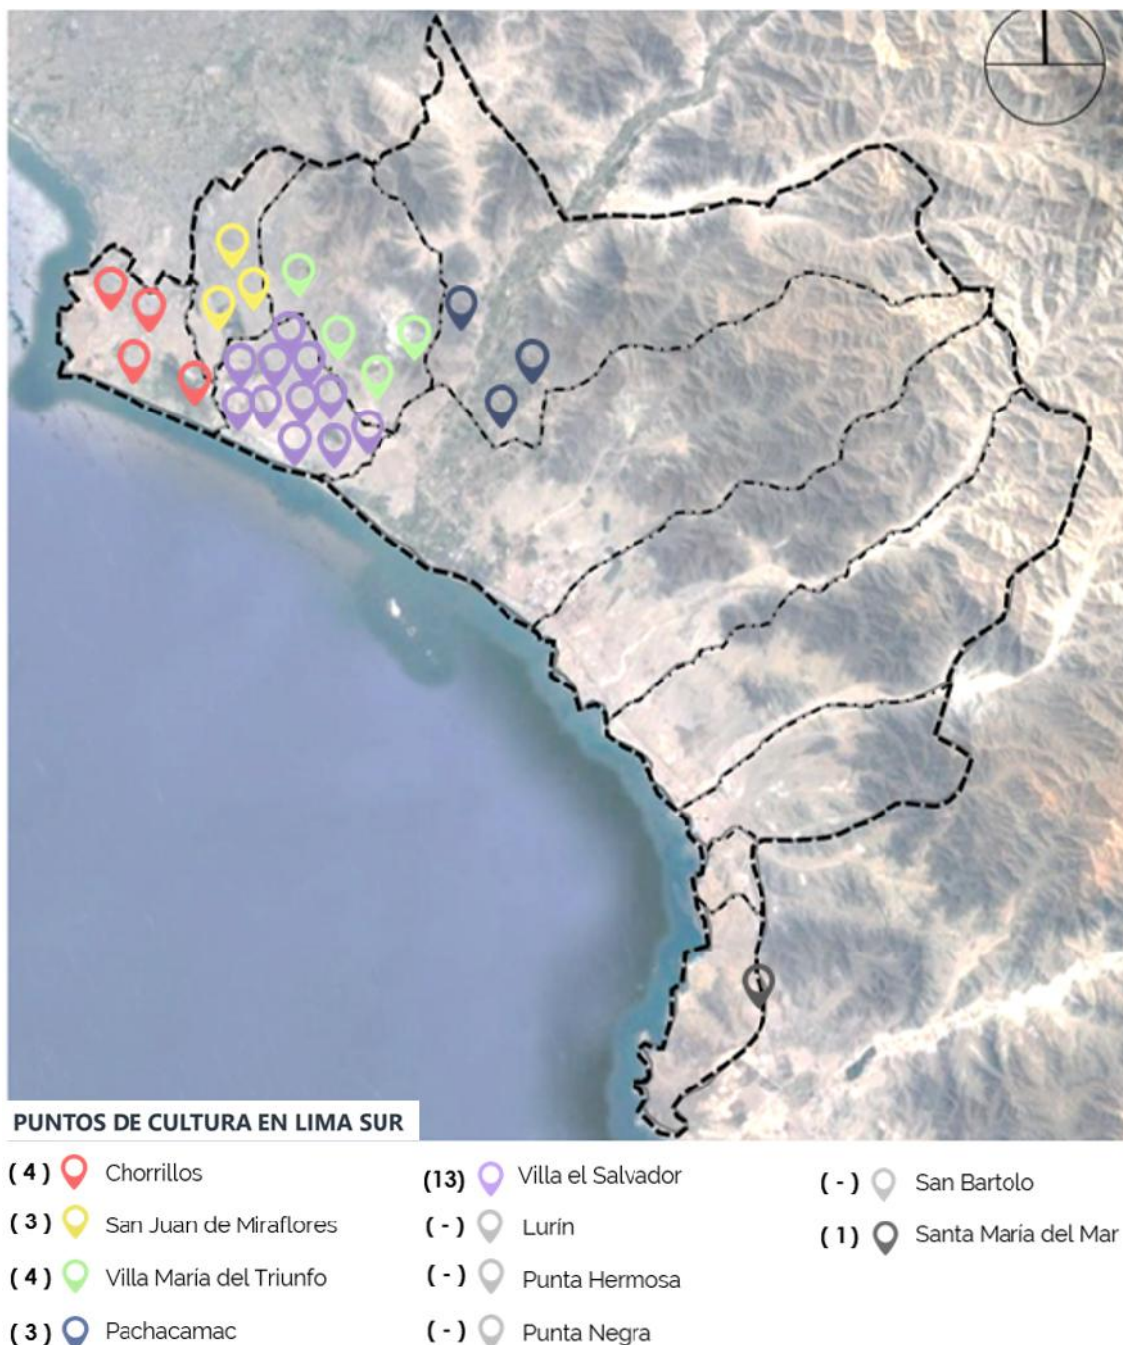 PUNTOS DE CULTURA EN LIMA SUR
( 4 ) Chorrillos
( 3 ) San Juan de Miraflores
( 4 ) Villa María del Triunfo
( 3 ) Pachacamac
(13) Villa el Salvador
( - ) Lurín
( - ) Punta Hermosa
( - ) Punta Negra
( - ) San Bartolo
( 1 ) Santa María del Mar